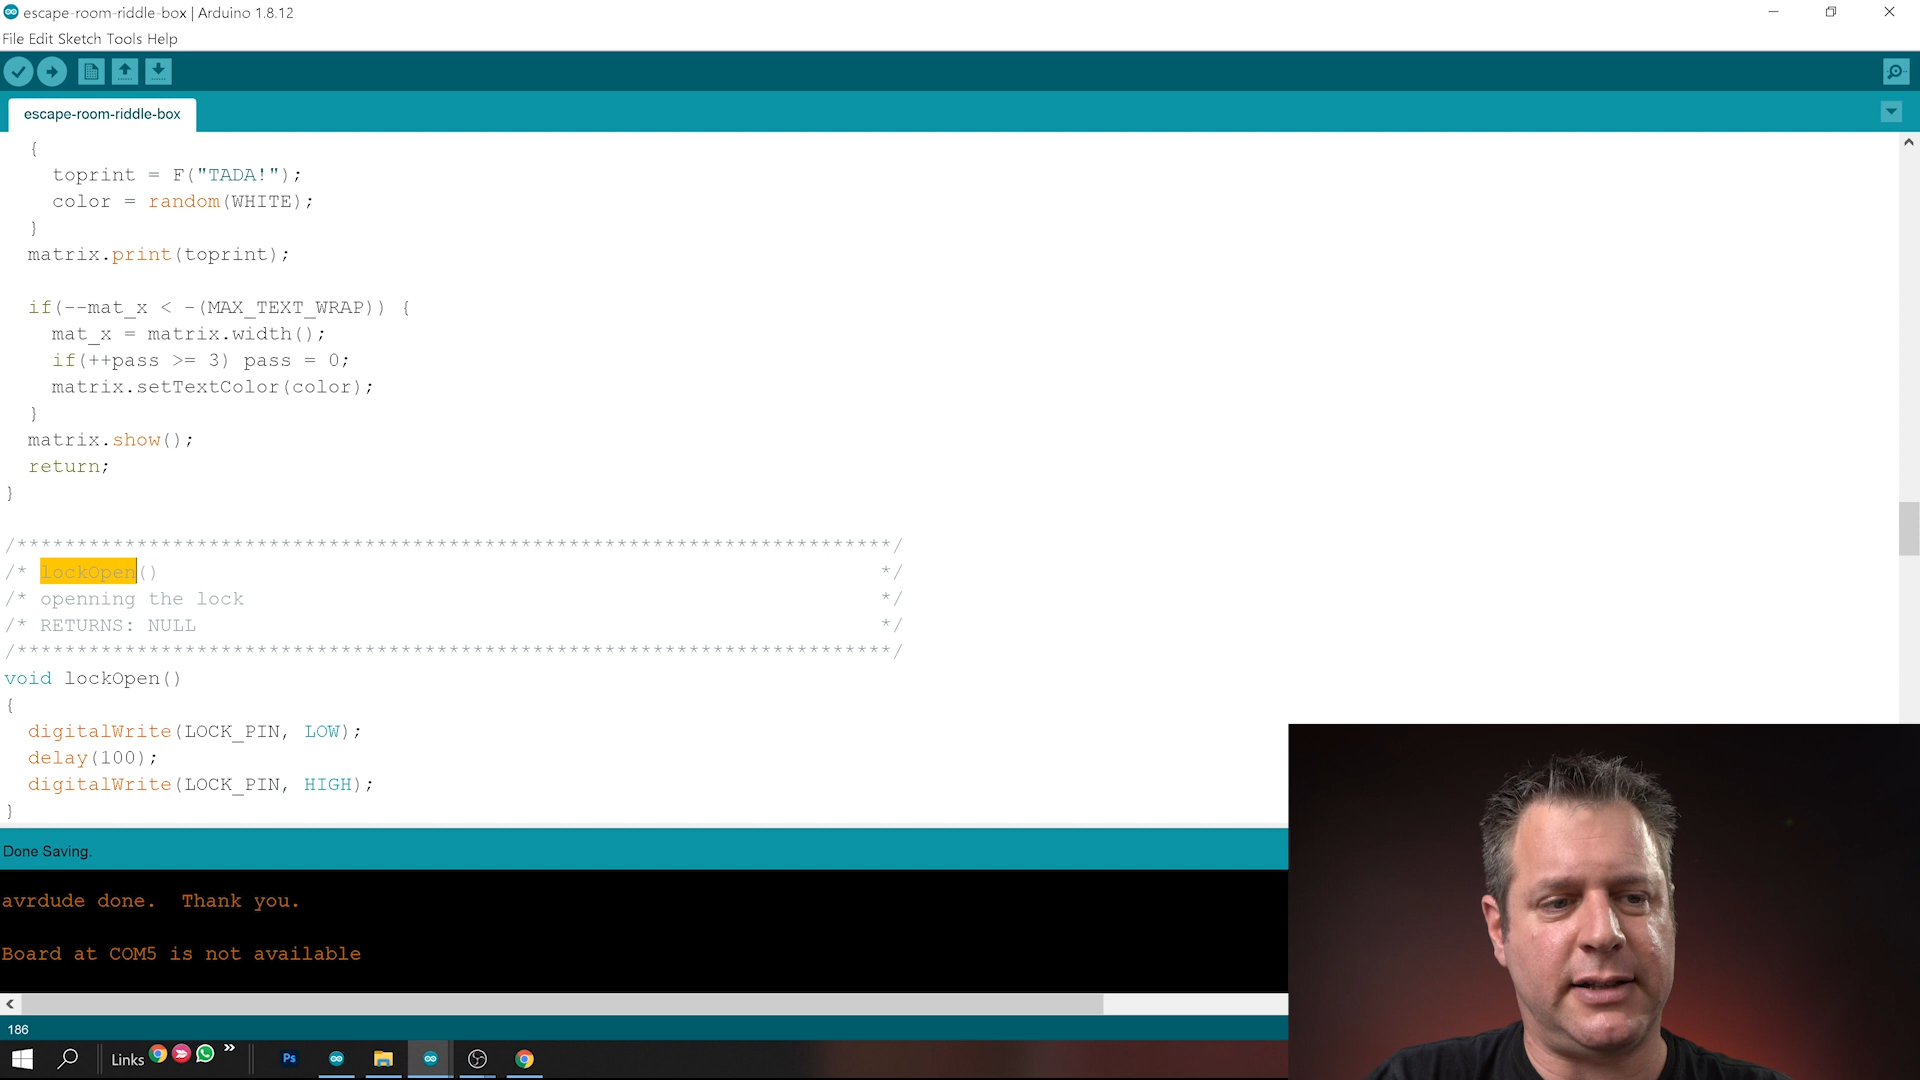 escape-room-riddle-box | Arduino 1.8.12
File Edit Sketch Tools Help
escape-room-riddle-box
{
toprint = F("TADA!");
color = random(WHITE);
}
matrix.print(toprint);
if(--mat_x < -(MAX_TEXT_WRAP)) {
mat_x = matrix.width();
if(++pass >= 3) pass = 0;
matrix.setTextColor(color);
}
matrix.show();
return;
}
/*************************************************************************/
/* lockOpen() */
/* openning the lock */
/* RETURNS: NULL */
/*************************************************************************/
void lockOpen()
{
digitalWrite(LOCK_PIN, LOW);
delay(100);
digitalWrite(LOCK_PIN, HIGH);
}
Done Saving.
avrdude done.  Thank you.
Board at COM5 is not available
186
Links
Ps